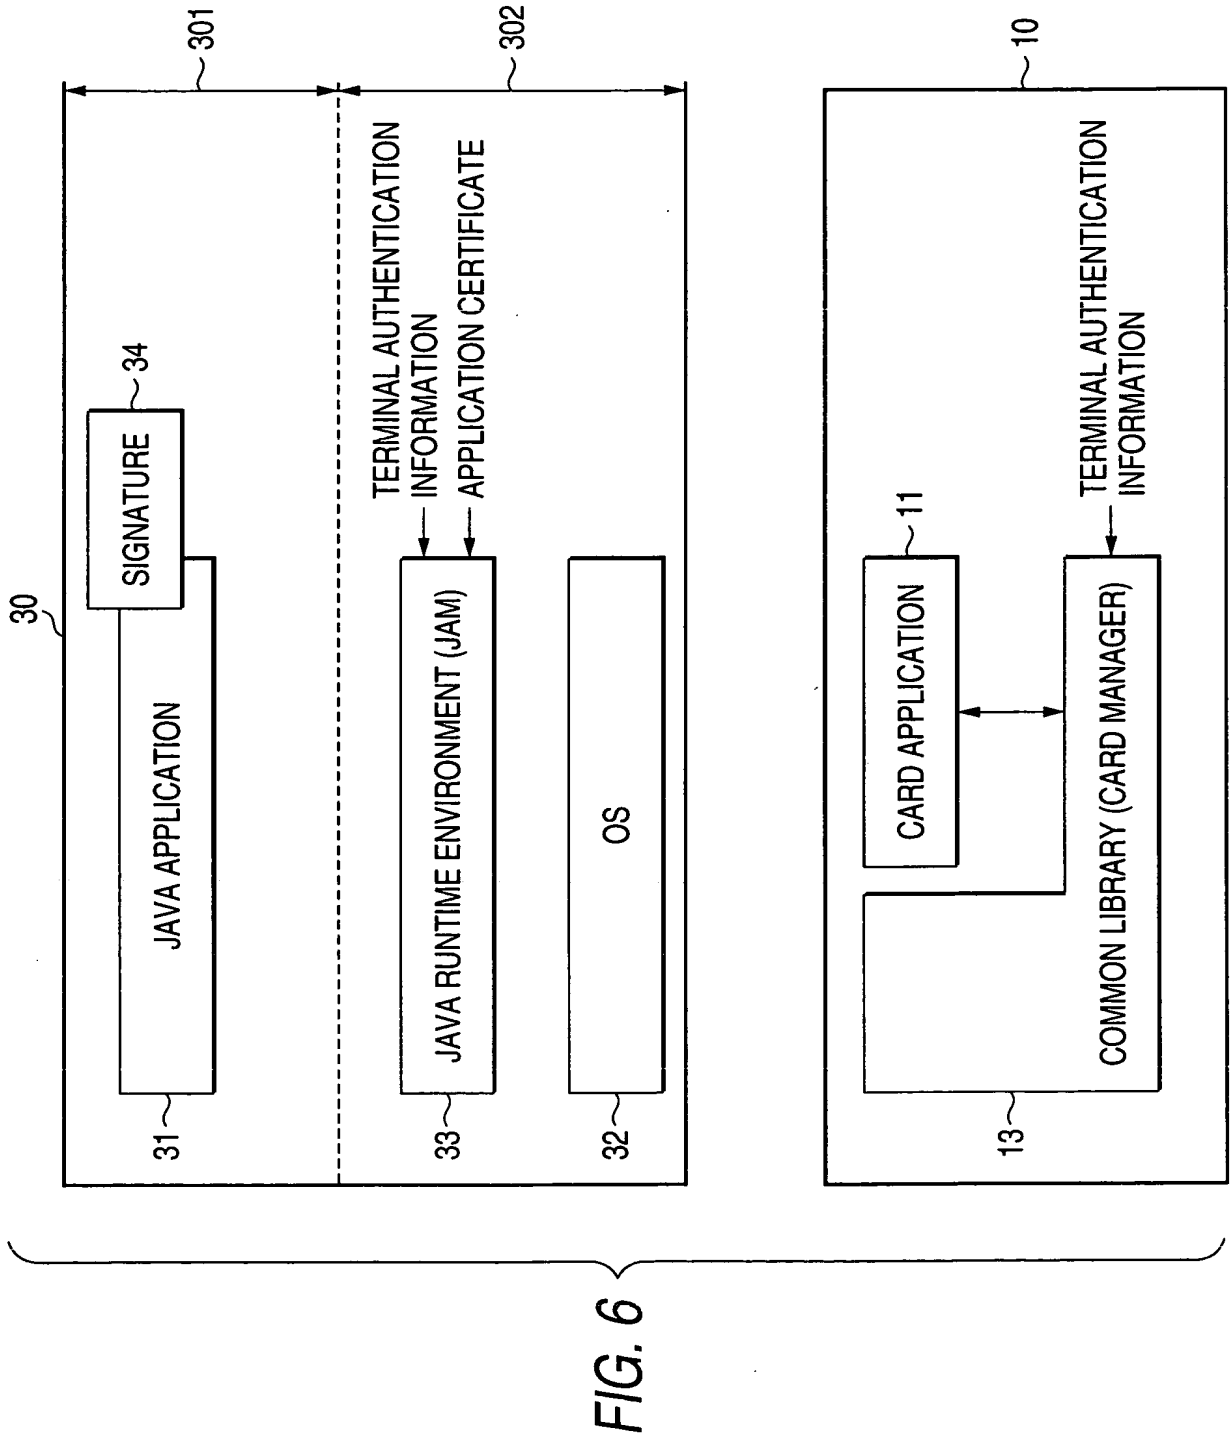 FIG. 6
30
34
SIGNATURE
31
JAVA APPLICATION
301
TERMINAL AUTHENTICATION
INFORMATION
APPLICATION CERTIFICATE
33
JAVA RUNTIME ENVIRONMENT (JAM)
302
32
OS
11
CARD APPLICATION
10
13
COMMON LIBRARY (CARD MANAGER)
TERMINAL AUTHENTICATION
INFORMATION